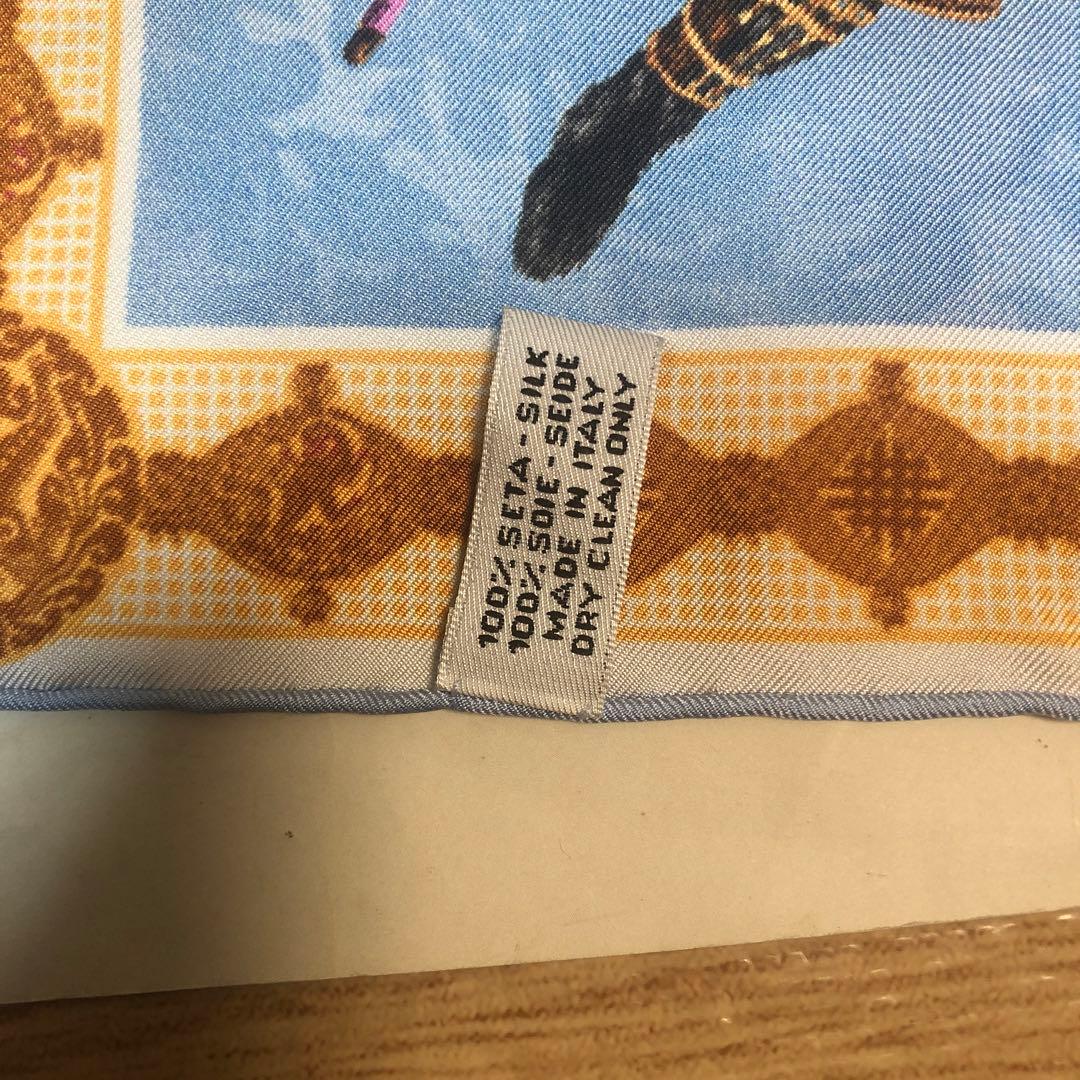 100% SETA - SILK
100% SOIE - SEIDE
MADE IN ITALY
DRY CLEAN ONLY